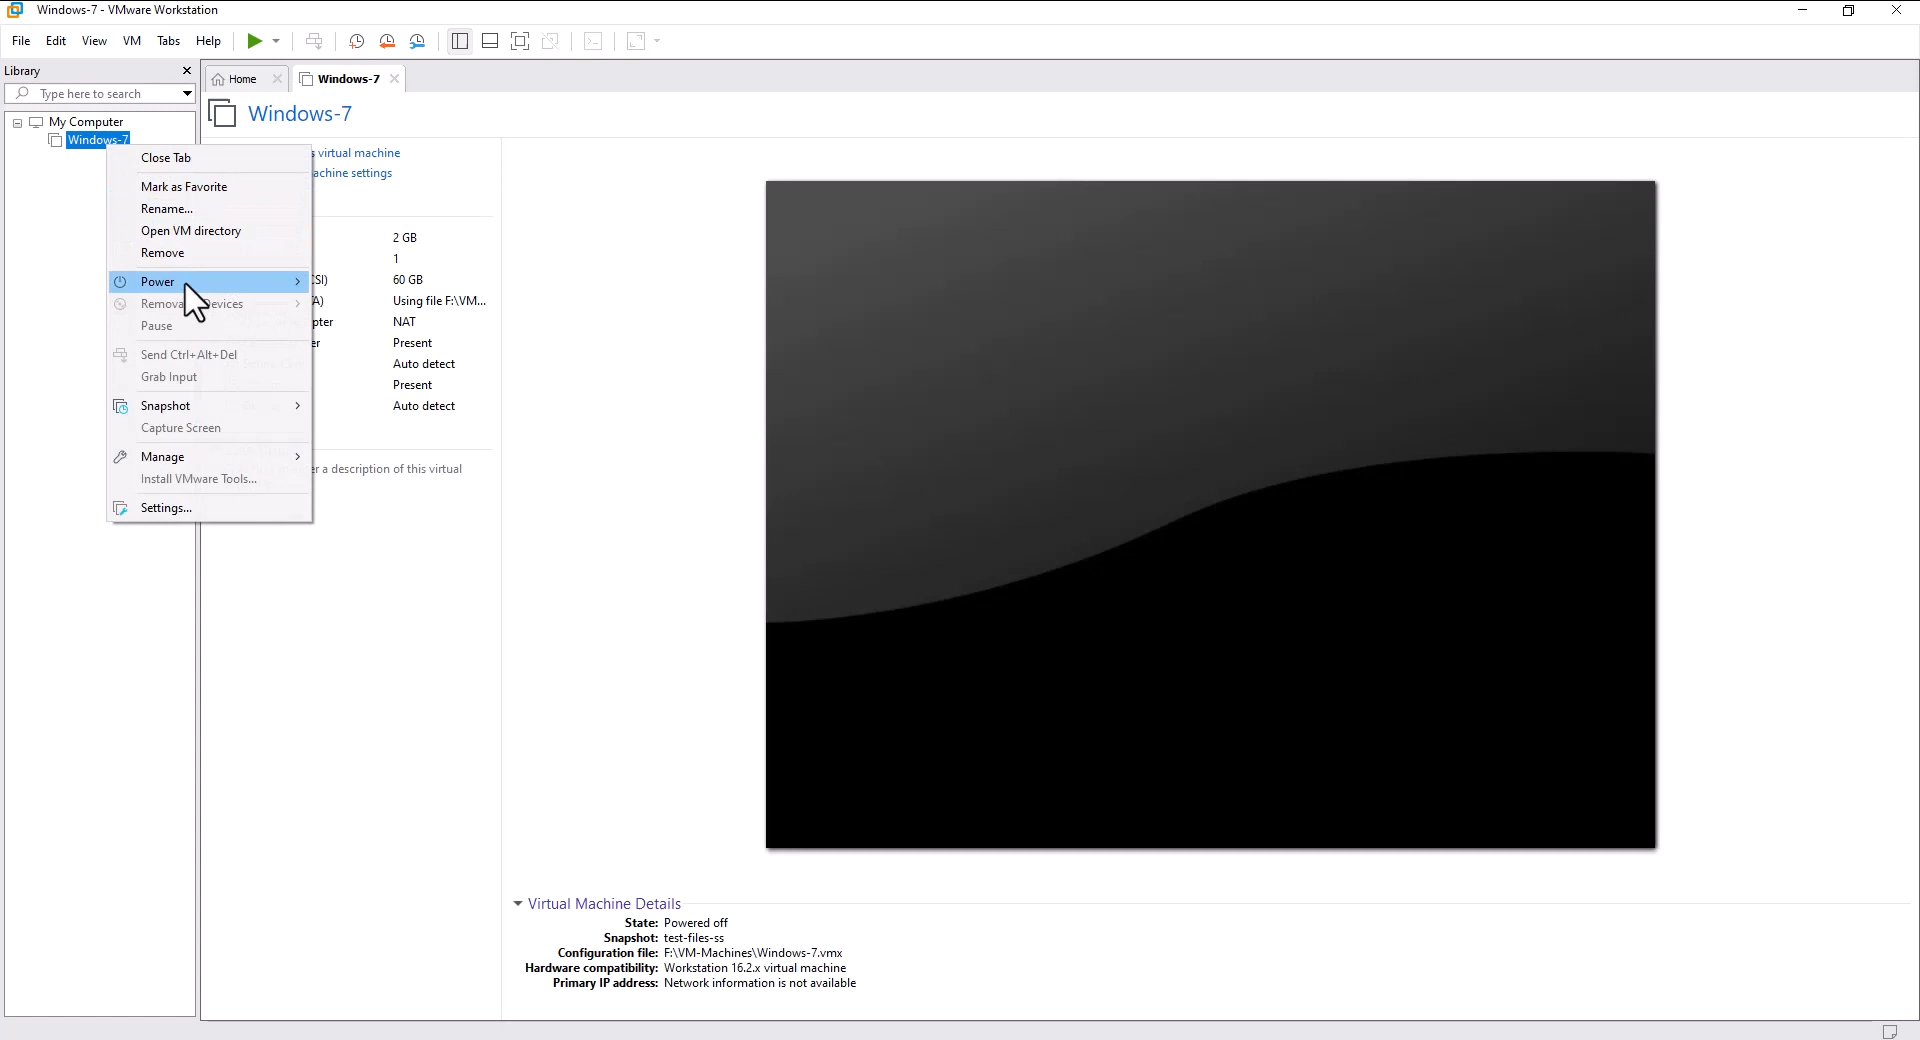 Windows-7 - VMware Workstation
File Edit View VM Tabs Help
Library
Type here to search
My Computer
Windows-7
Home
Windows-7
Windows-7
Close Tab
Mark as Favorite
Rename...
Open VM directory
Remove
Power
Devices
Pause
Send Ctrl+Alt+Del
Grab Input
Snapshot
Capture Screen
Manage
Install VMware Tools...
Settings...
s virtual machine
achine settings
2 GB
1
SI) 60 GB
A) Using file F:\VM...
pter NAT
er Present
Auto detect
Present
Auto detect
er a description of this virtual
Virtual Machine Details
State: Powered off
Snapshot: test-files-ss
Configuration file: F:\VM-Machines\Windows-7.vmx
Hardware compatibility: Workstation 16.2.x virtual machine
Primary IP address: Network information is not available